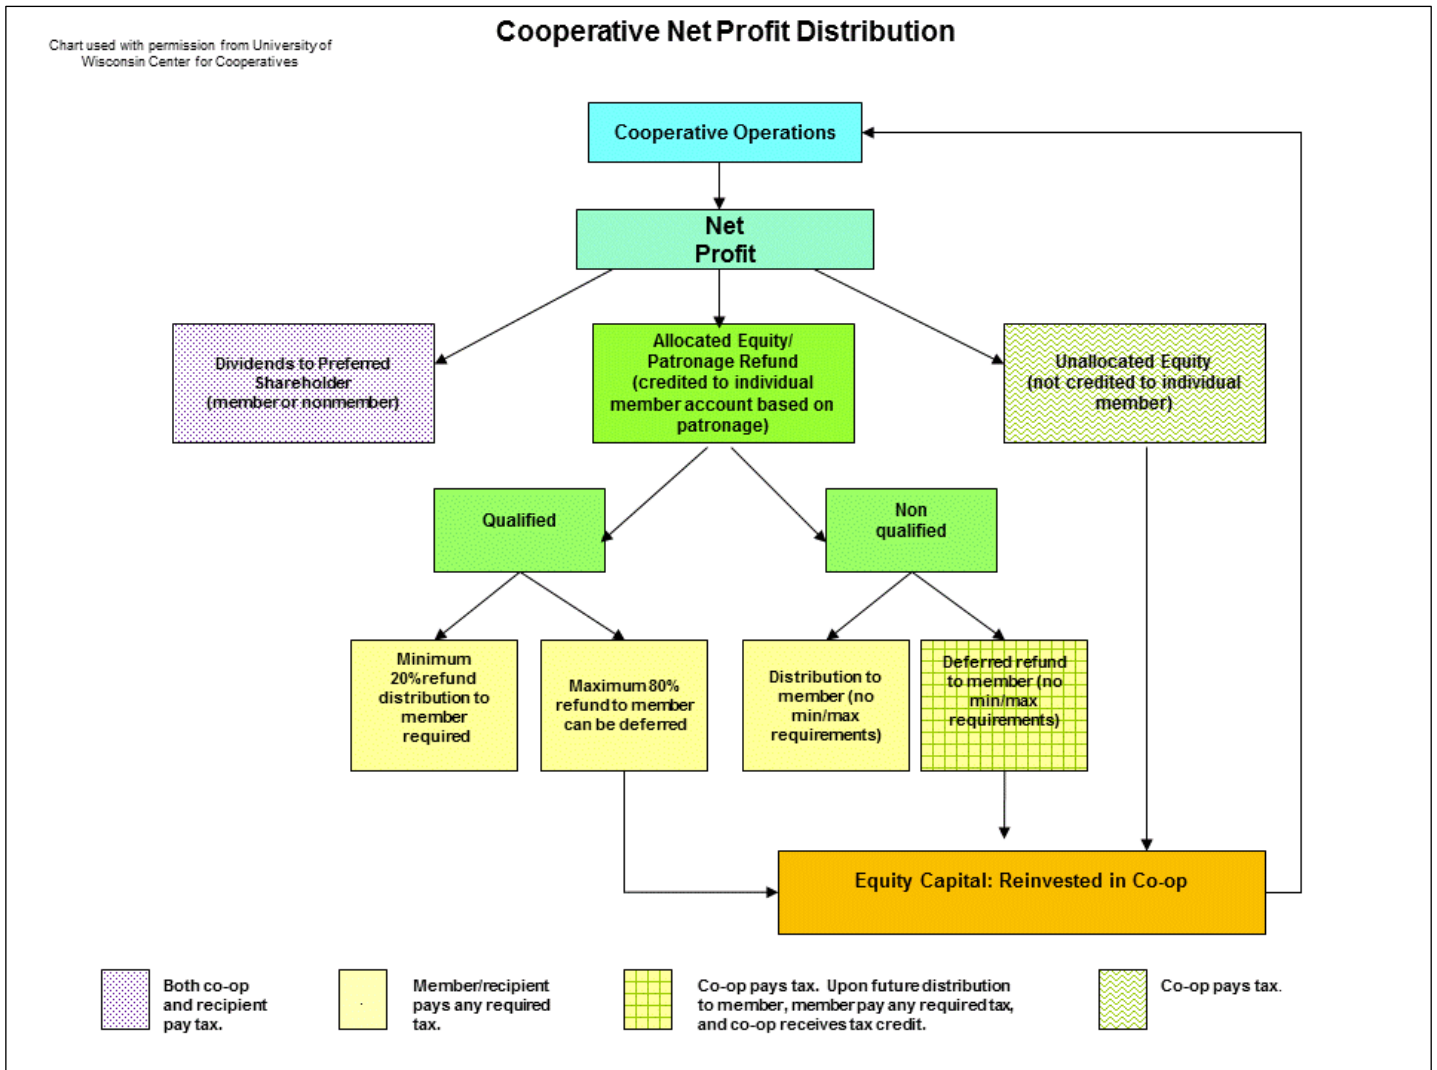 Cooperative Net Profit Distribution
Chart used with permission from University of
Wisconsin Center for Cooperatives
Cooperative Operations
Net
Profit
Dividends to Preferred
Shareholder
(member or nonmember)
Allocated Equity/
Patronage Refund
(credited to individual
member account based on
patronage)
Unallocated Equity
(not credited to individual
member)
Qualified
Non
qualified
Minimum
20% refund
distribution to
member
required
Maximum 80%
refund to member
can be deferred
Distribution to
member (no
min/max
requirements)
Deferred refund
to member (no
min/max
requirements)
Equity Capital: Reinvested in Co-op
Both co-op
and recipient
pay tax.
Member/recipient
pays any required
tax.
Co-op pays tax. Upon future distribution
to member, member pay any required tax,
and co-op receives tax credit.
Co-op pays tax.